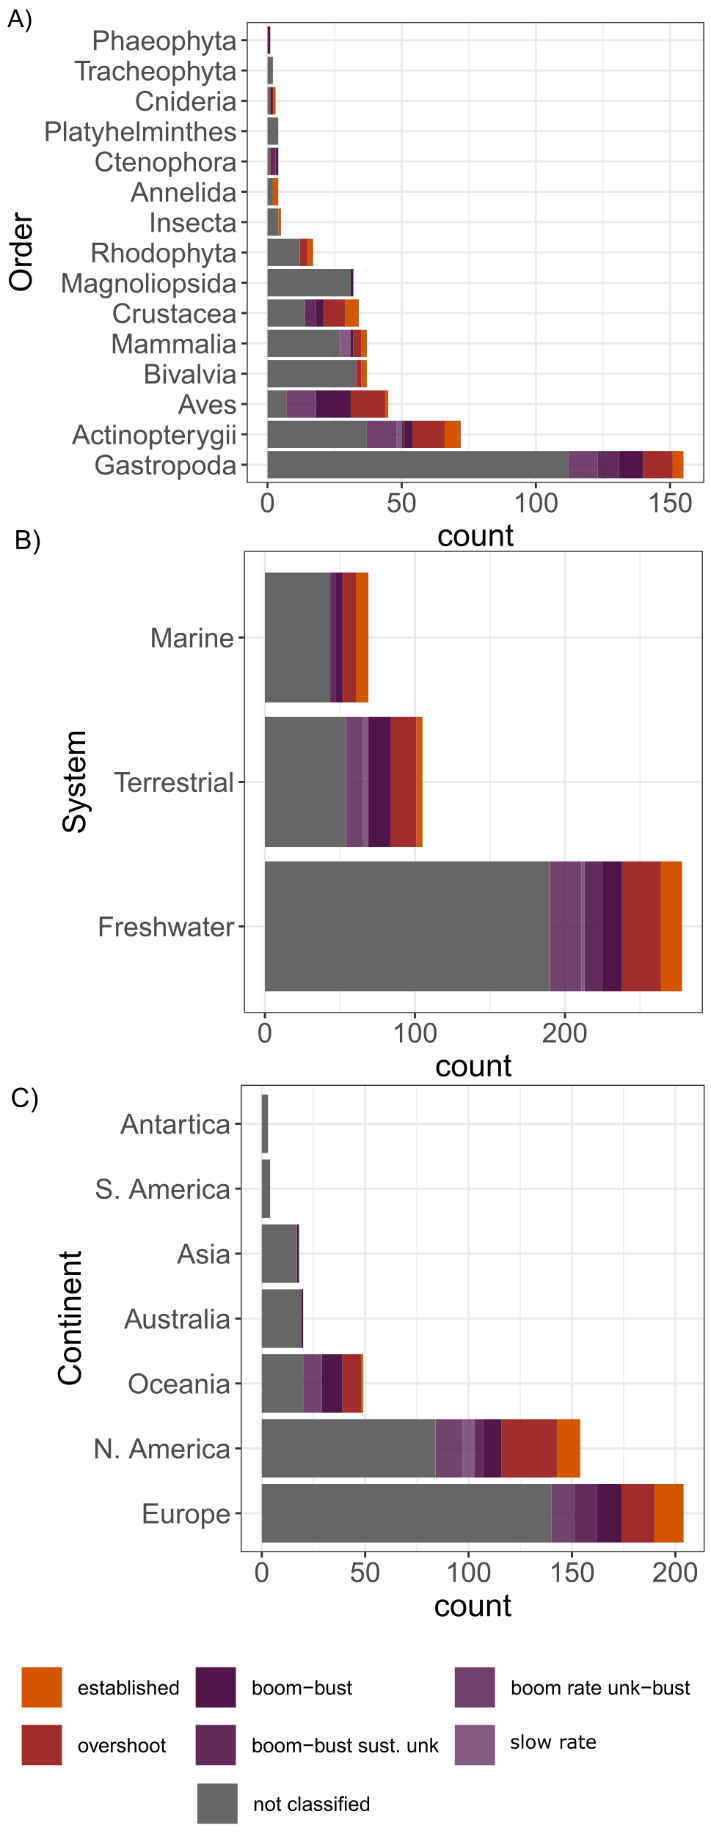 A)
Order
Phaeophyta
Tracheophyta
Cnideria
Platyhelminthes
Ctenophora
Annelida
Insecta
Rhodophyta
Magnoliopsida
Crustacea
Mammalia
Bivalvia
Aves
Actinopterygii
Gastropoda
0 50 100 150
count
B)
System
Marine
Terrestrial
Freshwater
0 100 200
count
C)
Continent
Antartica
S. America
Asia
Australia
Oceania
N. America
Europe
0 50 100 150 200
count
established boom−bust boom rate unk−bust
overshoot boom−bust sust. unk slow rate
not classified